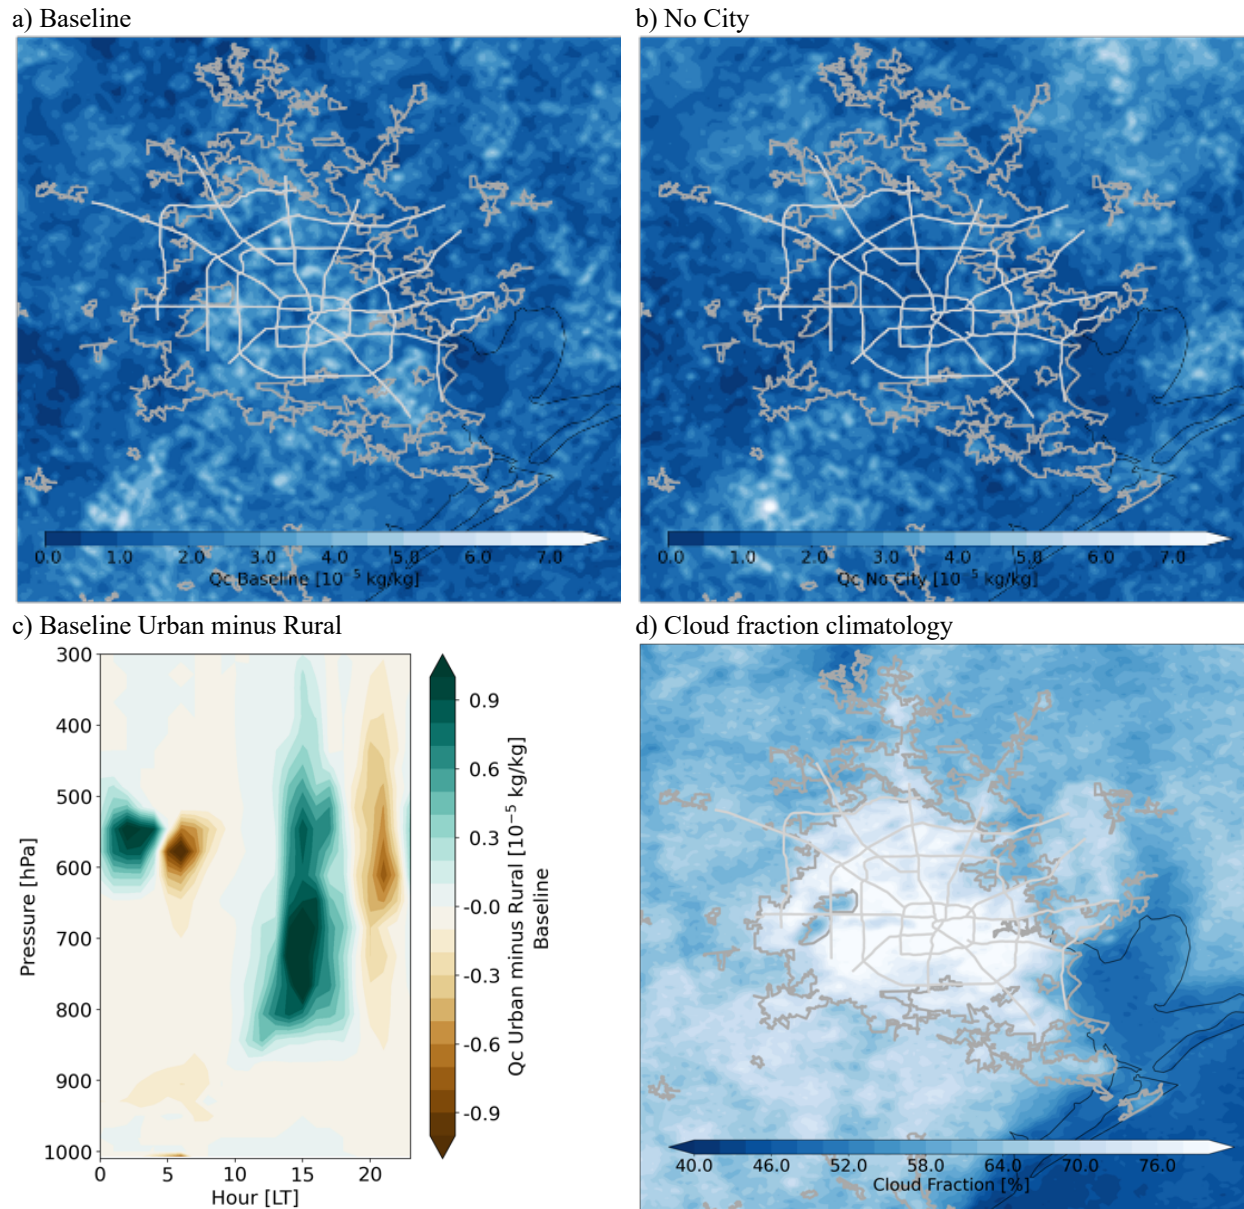 a) Baseline
b) No City
0.0 1.0 2.0 3.0 4.0 5.0 6.0 7.0
Qc Baseline [10⁻⁵ kg/kg]
0.0 1.0 2.0 3.0 4.0 5.0 6.0 7.0
Qc No City [10⁻⁵ kg/kg]
c) Baseline Urban minus Rural
d) Cloud fraction climatology
300
400
500
600
700
800
900
1000
Pressure [hPa]
0 5 10 15 20
Hour [LT]
0.9
0.6
0.3
-0.0
-0.3
-0.6
-0.9
Qc Urban minus Rural [10⁻⁵ kg/kg]
Baseline
40.0 46.0 52.0 58.0 64.0 70.0 76.0
Cloud Fraction [%]